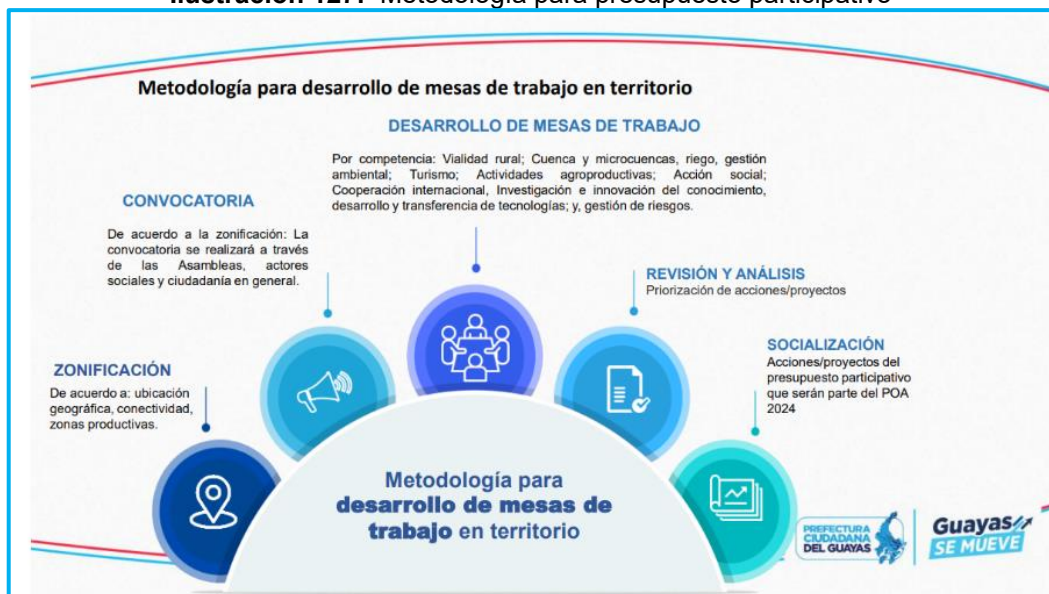 Metodología para presupuesto participativo
Metodología para desarrollo de mesas de trabajo en territorio
DESARROLLO DE MESAS DE TRABAJO
Por competencia: Vialidad rural; Cuenca y microcuencas, riego, gestión
ambiental; Turismo; Actividades agroproductivas; Acción social;
Cooperación internacional, Investigación e innovación del conocimiento,
desarrollo y transferencia de tecnologías; y, gestión de riesgos.
CONVOCATORIA
De acuerdo a la zonificación: La
convocatoria se realizará a través
de las Asambleas, actores
sociales y ciudadanía en general.
REVISIÓN Y ANÁLISIS
Priorización de acciones/proyectos
ZONIFICACIÓN
De acuerdo a: ubicación
geográfica, conectividad,
zonas productivas.
SOCIALIZACIÓN
Acciones/proyectos del
presupuesto participativo
que serán parte del POA
2024
Metodología para
desarrollo de mesas de
trabajo en territorio
PREFECTURA
CIUDADANA
DEL GUAYAS
Guayas
SE MUEVE